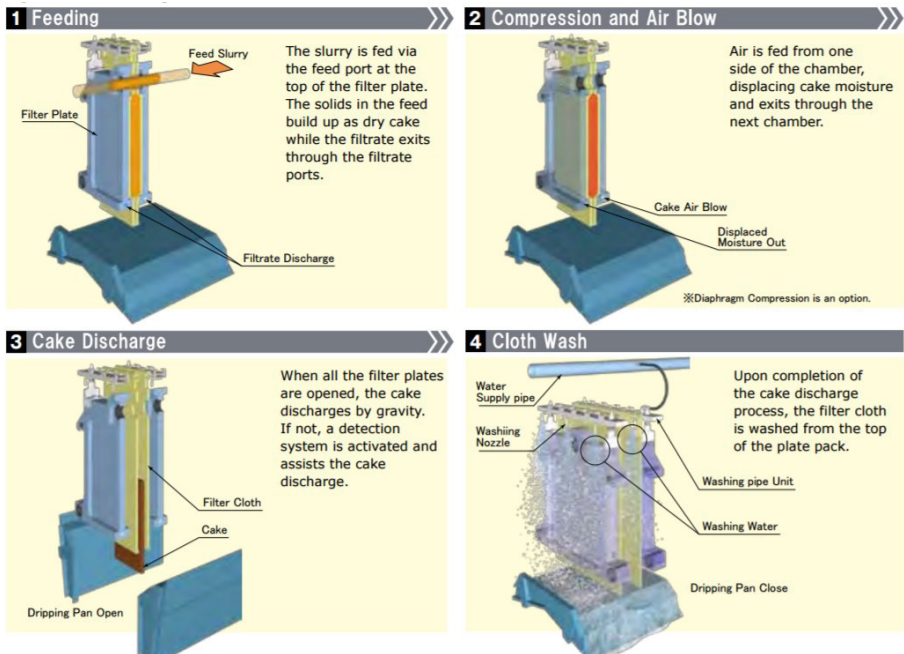 1 Feeding
Feed Slurry
Filter Plate
Filtrate Discharge
The slurry is fed via
the feed port at the
top of the filter plate.
The solids in the feed
build up as dry cake
while the filtrate exits
through the filtrate
ports.
2 Compression and Air Blow
Air is fed from one
side of the chamber,
displacing cake moisture
and exits through the
next chamber.
Cake Air Blow
Displaced
Moisture Out
※Diaphragm Compression is an option.
3 Cake Discharge
When all the filter plates
are opened, the cake
discharges by gravity.
If not, a detection
system is activated and
assists the cake
discharge.
Filter Cloth
Cake
Dripping Pan Open
4 Cloth Wash
Water
Supply pipe
Washiing
Nozzle
Upon completion of
the cake discharge
process, the filter cloth
is washed from the top
of the plate pack.
Washing pipe Unit
Washing Water
Dripping Pan Close